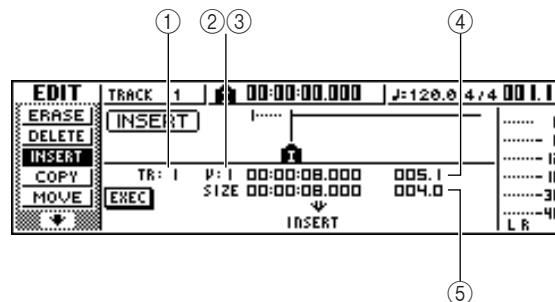 ① ② ③ ④
EDIT TRACK 1 00:00:00.000 ♩=120.0 4/4 001.1
ERASE INSERT I
DELETE
INSERT I
COPY TR: 1 V:1 00:00:08.000 005.1
MOVE EXEC SIZE 00:00:08.000 004.0
INSERT L R
⑤